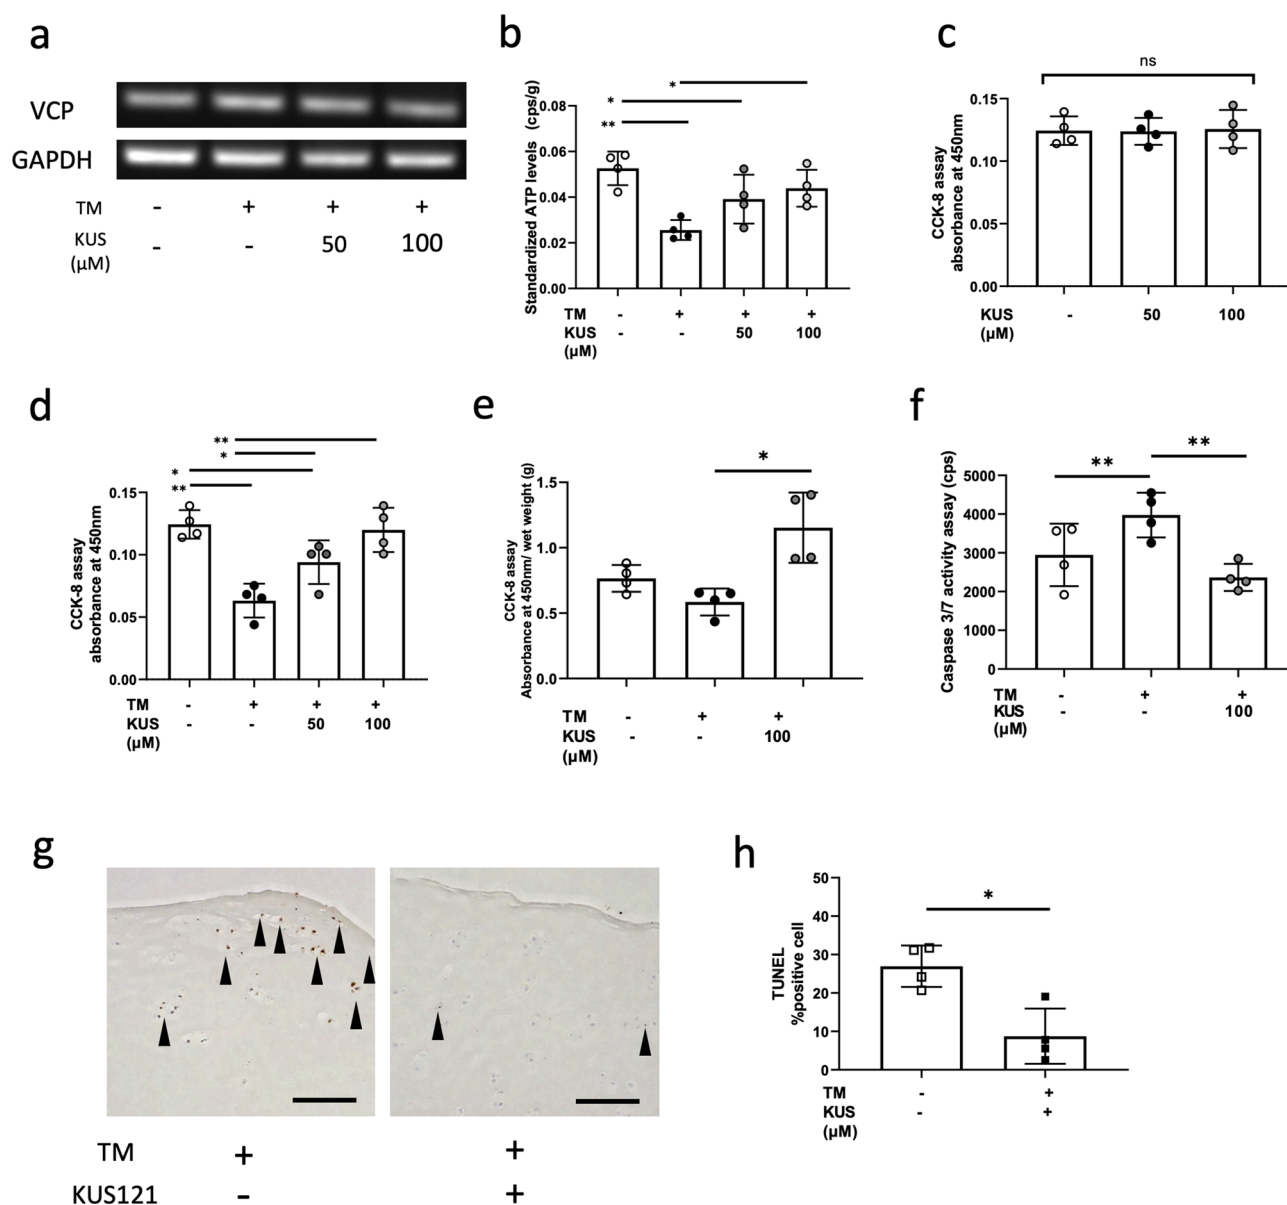 a
VCP
GAPDH
TM - + + +
KUS - - 50 100
(µM)
b
Standardized ATP levels (cps/g)
*
*
**
0.08
0.06
0.04
0.02
0.00
TM - + + +
KUS - - 50 100
(µM)
c
ns
CCK-8 assay
absorbance at 450nm
0.15
0.10
0.05
0.00
KUS - 50 100
(µM)
d
**
*
*
**
CCK-8 assay
absorbance at 450nm
0.15
0.10
0.05
0.00
TM - + + +
KUS - - 50 100
(µM)
e
*
CCK-8 assay
Absorbance at 450nm/ wet weight (g)
1.5
1.0
0.5
0.0
TM - + +
KUS - - 100
(µM)
f
**
**
Caspase 3/7 activity assay (cps)
5000
4000
3000
2000
1000
0
TM - + +
KUS - - 100
(µM)
g
TM + +
KUS121 - +
h
*
TUNEL
%positive cell
50
40
30
20
10
0
TM - +
KUS - +
(µM)